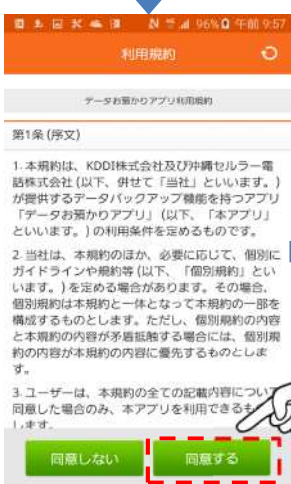 96% 午前 9:57
利用規約
データお預かりアプリ利用規約
第1条 (序文)
1. 本規約は、KDDI株式会社及び沖縄セルラー電
話株式会社 (以下、併せて「当社」といいます。)
が提供するデータバックアップ機能を持つアプリ
「データお預かりアプリ」(以下、「本アプリ」
といいます。) の利用条件を定めるものです。
2. 当社は、本規約のほか、必要に応じて、個別に
ガイドラインや規約等 (以下、「個別規約」とい
います。) を定める場合があります。その場合、
個別規約は本規約と一体となって本規約の一部を
構成するものとします。ただし、個別規約の内容
と本規約の内容が矛盾抵触する場合には、個別規
約の内容が本規約の内容に優先するものとしま
す。
3. ユーザーは、本規約の全ての記載内容について
同意した場合のみ、本アプリを利用できるも
します。
同意しない
同意する